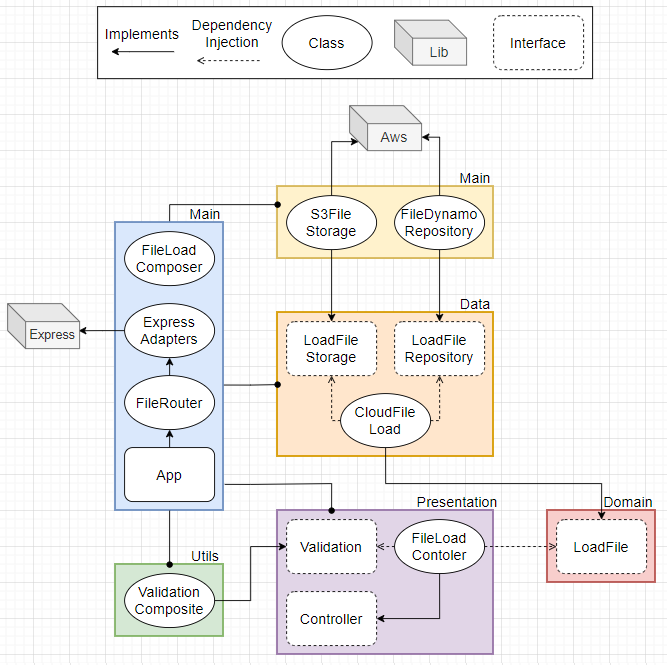 Implements
Dependency
Injection
Class
Lib
Interface
Aws
Main
S3File
Storage
FileDynamo
Repository
Main
FileLoad
Composer
Express
Express
Adapters
FileRouter
App
Data
LoadFile
Storage
LoadFile
Repository
CloudFile
Load
Presentation
Validation
FileLoad
Contoler
Controller
Domain
LoadFile
Utils
Validation
Composite